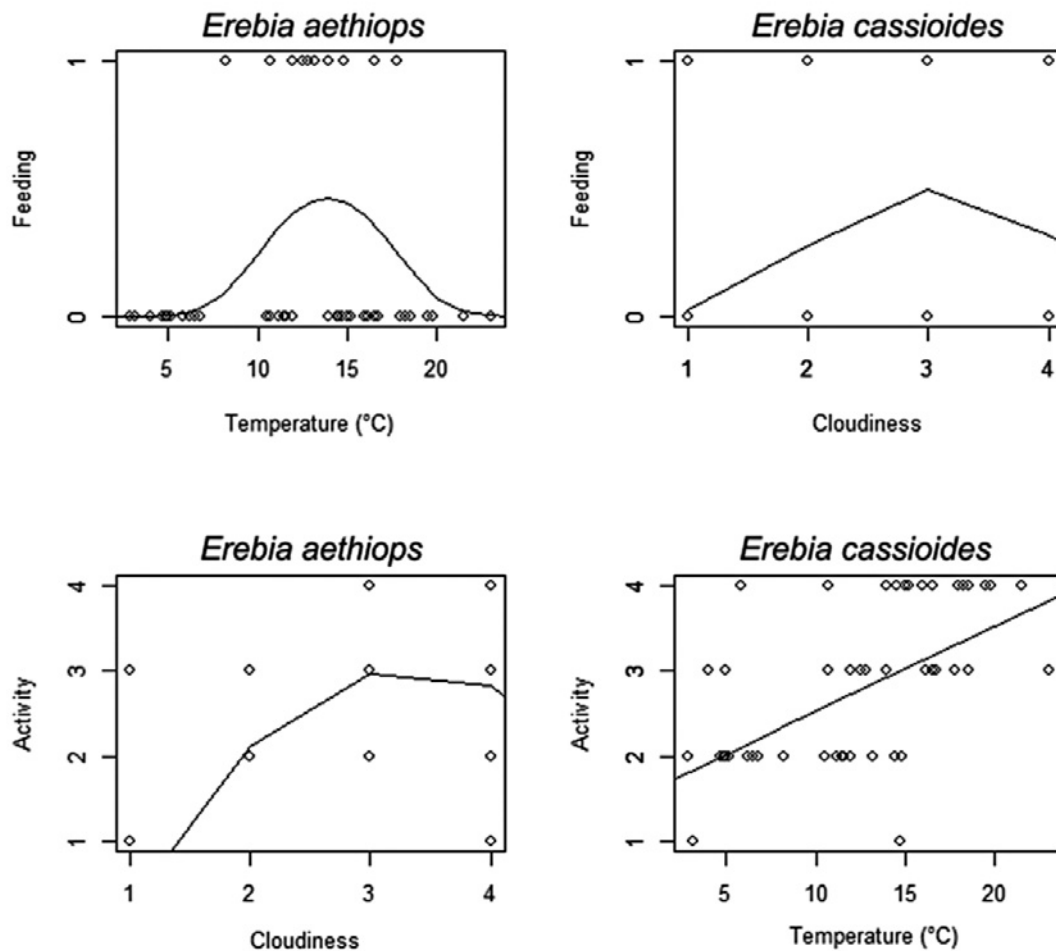 Erebia aethiops
1
0
Feeding
5 10 15 20
Temperature (°C)
Erebia cassioides
1
0
Feeding
1 2 3 4
Cloudiness
Erebia aethiops
4
3
2
1
Activity
1 2 3 4
Cloudiness
Erebia cassioides
4
3
2
1
Activity
5 10 15 20
Temperature (°C)